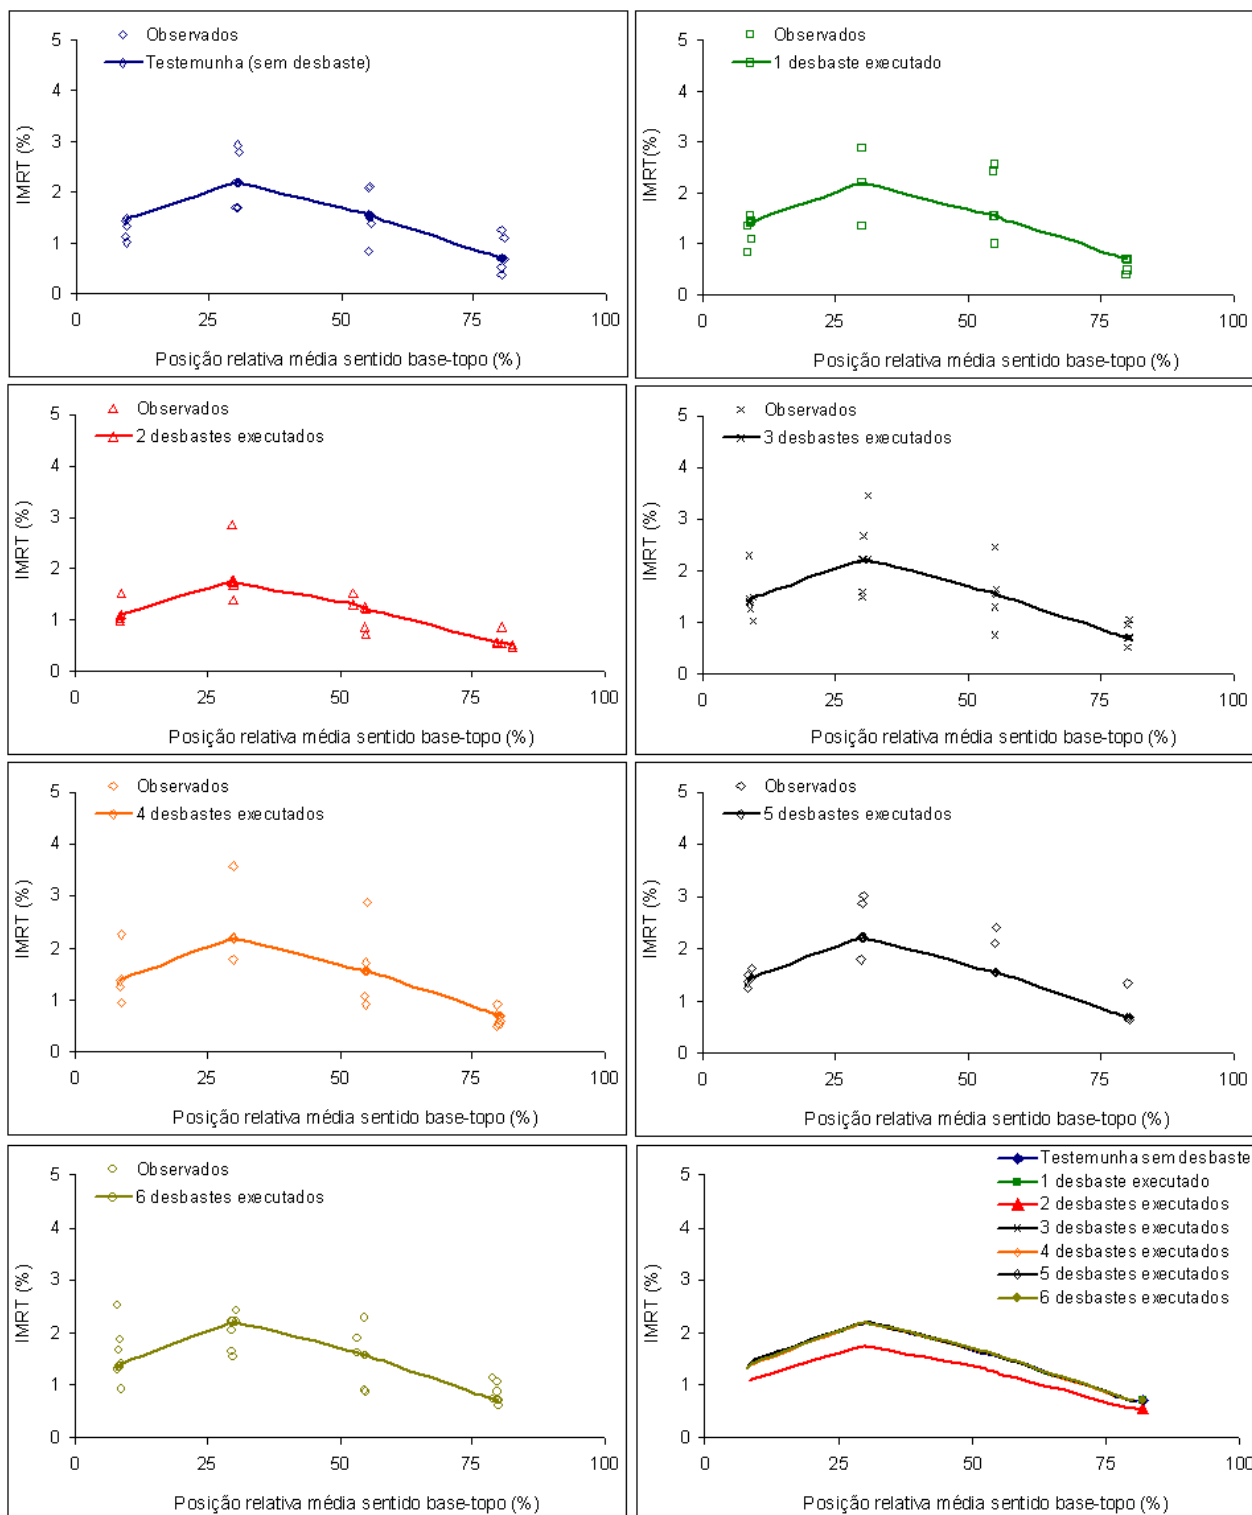 Observados
Testemunha (sem desbaste)
IMRT (%)
5
4
3
2
1
0
0 25 50 75 100
Posição relativa média sentido base-topo (%)
Observados
1 desbaste executado
IMRT(%)
5
4
3
2
1
0
0 25 50 75 100
Posição relativa média sentido base-topo (%)
Observados
2 desbastes executados
IMRT (%)
5
4
3
2
1
0
0 25 50 75 100
Posição relativa média sentido base-topo (%)
Observados
3 desbastes executados
IMRT (%)
5
4
3
2
1
0
0 25 50 75 100
Posição relativa média sentido base-topo (%)
Observados
4 desbastes executados
IMRT (%)
5
4
3
2
1
0
0 25 50 75 100
Posição relativa média sentido base-topo (%)
Observados
5 desbastes executados
IMRT (%)
5
4
3
2
1
0
0 25 50 75 100
Posição relativa média sentido base-topo (%)
Observados
6 desbastes executados
IMRT (%)
5
4
3
2
1
0
0 25 50 75 100
Posição relativa média sentido base-topo (%)
Testemunha sem desbaste
1 desbaste executado
2 desbastes executados
3 desbastes executados
4 desbastes executados
5 desbastes executados
6 desbastes executados
IMRT (%)
5
4
3
2
1
0
0 25 50 75 100
Posição relativa média sentido base-topo (%)